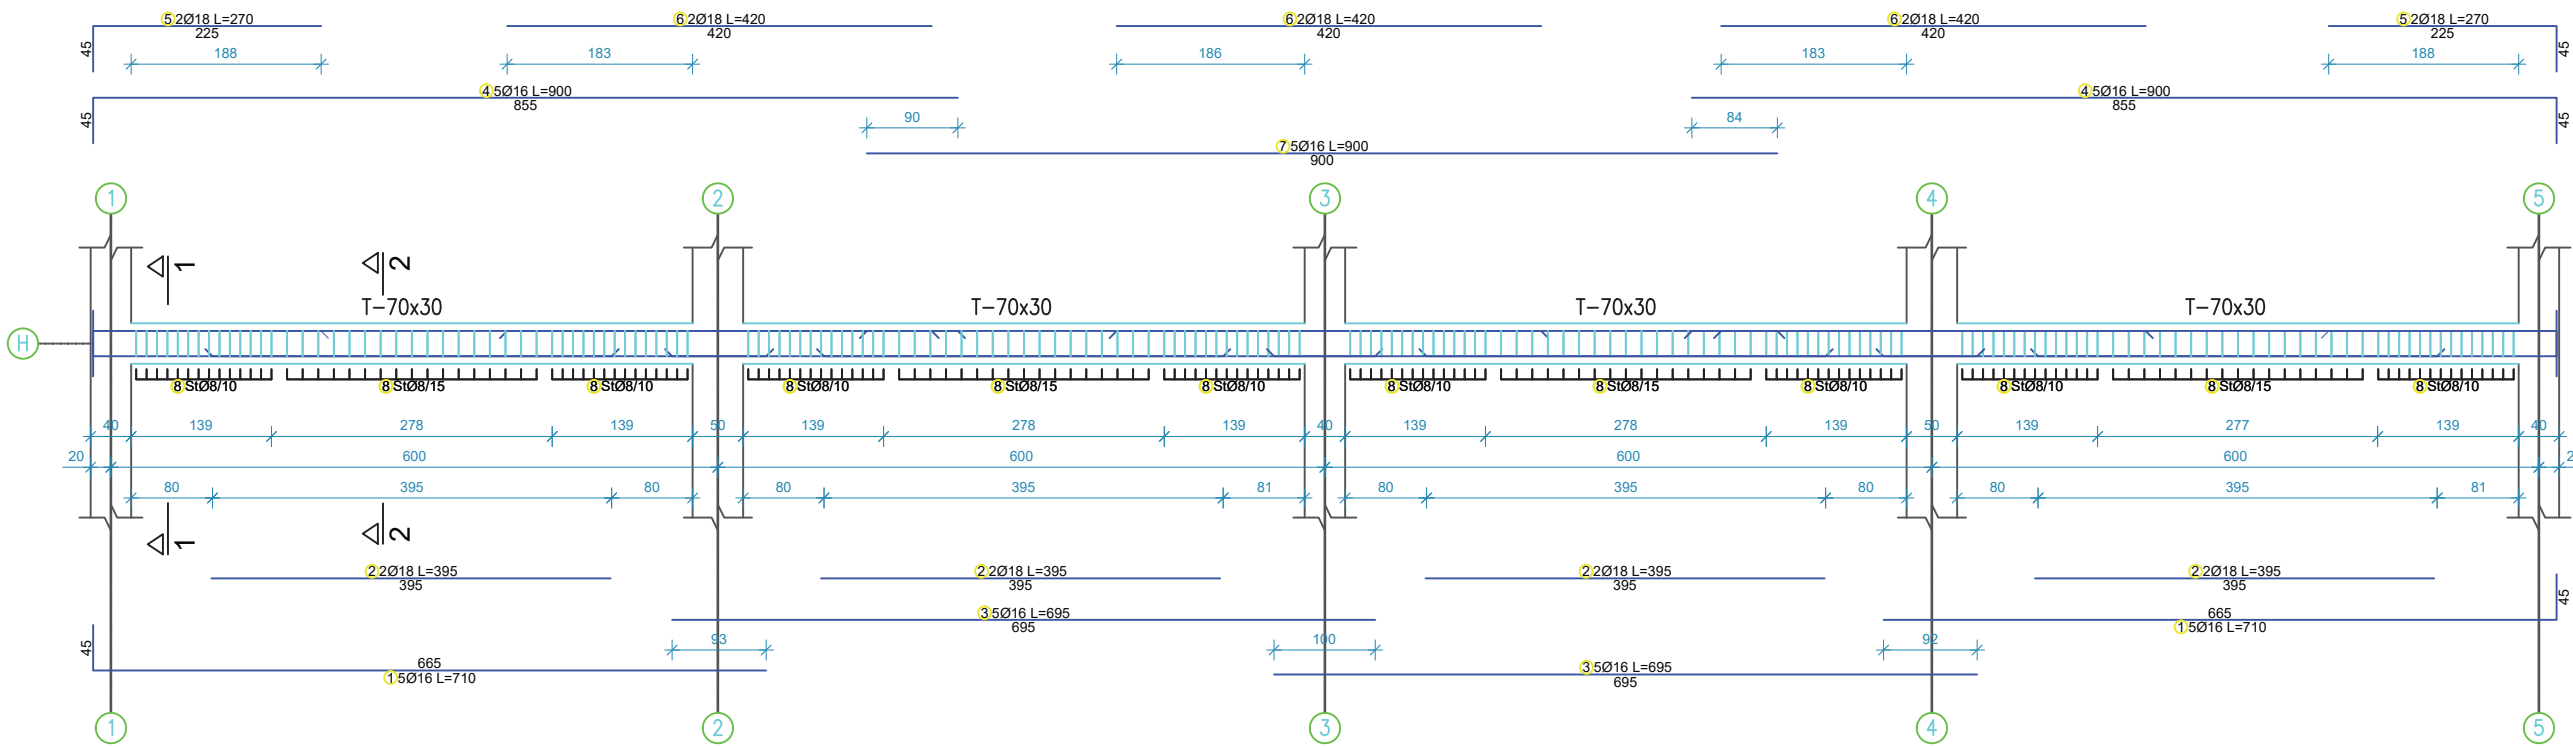 5 2Ø18 L=270 6 2Ø18 L=420 6 2Ø18 L=420 6 2Ø18 L=420 5 2Ø18 L=270
225 420 420 420 225
45 188 183 186 183 188 45
4 5Ø16 L=900 4 5Ø16 L=900
855 855
45 90 84 45
7 5Ø16 L=900
900
1 2 3 4 5
1 2
T-70x30 T-70x30 T-70x30 T-70x30
H
8 StØ8/10 8 StØ8/15 8 StØ8/10 8 StØ8/10 8 StØ8/15 8 StØ8/10 8 StØ8/10 8 StØ8/15 8 StØ8/10 8 StØ8/10 8 StØ8/15 8 StØ8/10
40 139 278 139 50 139 278 139 40 139 278 139 50 139 277 139 40
20 600 600 600 600 2
80 395 80 80 395 81 80 395 80 80 395 81
1 2
2 2Ø18 L=395 2 2Ø18 L=395 2 2Ø18 L=395 2 2Ø18 L=395
395 395 395 395
45
3 5Ø16 L=695 665
695 1 5Ø16 L=710
45 93 100 92
665 3 5Ø16 L=695
1 5Ø16 L=710 695
1 2 3 4 5